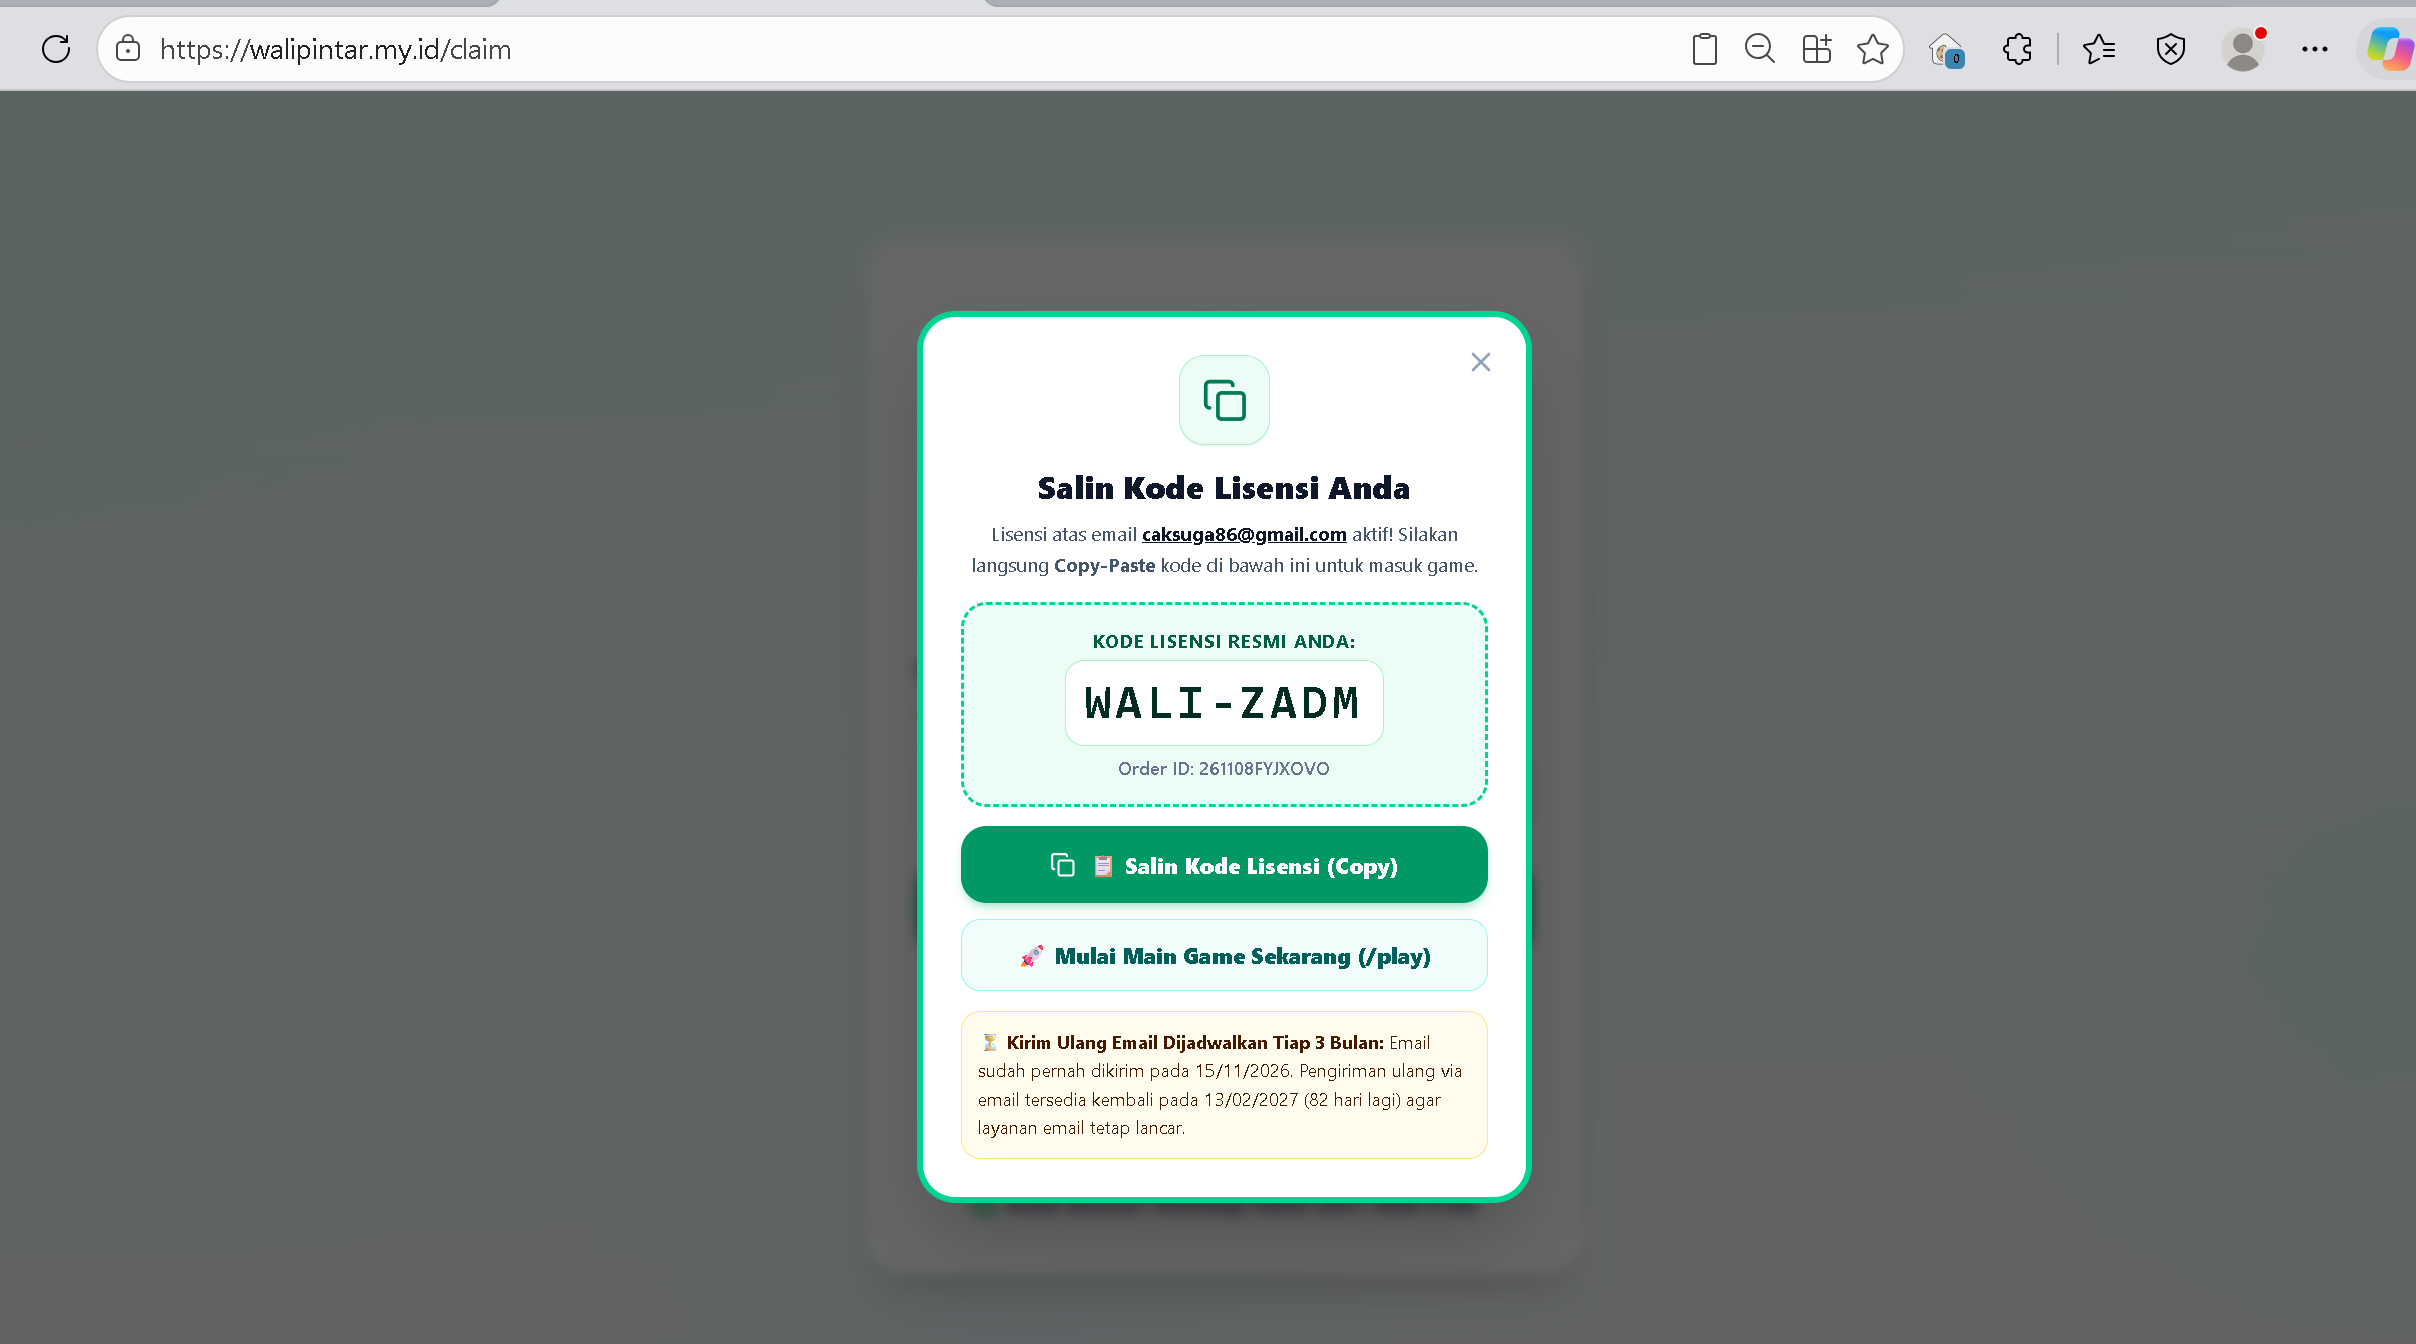 https://walipintar.my.id/claim
0
Salin Kode Lisensi Anda
Lisensi atas email caksuga86@gmail.com aktif! Silakan
langsung Copy-Paste kode di bawah ini untuk masuk game.
KODE LISENSI RESMI ANDA:
WALI-ZADM
Order ID: 261108FYJXOVO
📋 Salin Kode Lisensi (Copy)
🚀 Mulai Main Game Sekarang (/play)
⏳ Kirim Ulang Email Dijadwalkan Tiap 3 Bulan: Email
sudah pernah dikirim pada 15/11/2026. Pengiriman ulang via
email tersedia kembali pada 13/02/2027 (82 hari lagi) agar
layanan email tetap lancar.